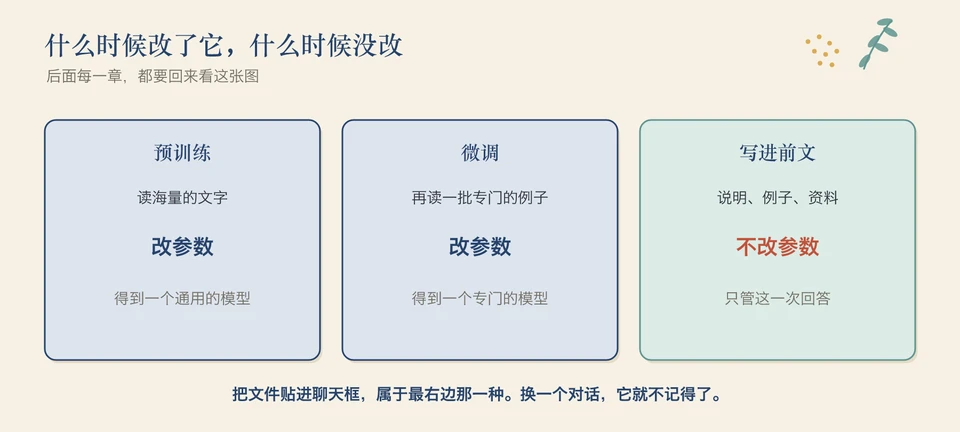 什么时候改了它，什么时候没改
后面每一章，都要回来看这张图
预训练
读海量的文字
改参数
得到一个通用的模型
微调
再读一批专门的例子
改参数
得到一个专门的模型
写进前文
说明、例子、资料
不改参数
只管这一次回答
把文件贴进聊天框，属于最右边那一种。换一个对话，它就不记得了。